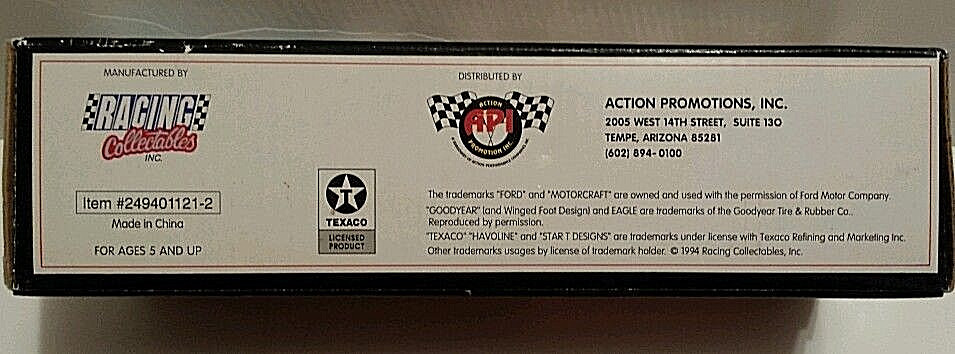 MANUFACTURED BY
RACING
Collectables
INC.
Item #249401121-2
Made in China
FOR AGES 5 AND UP
TEXACO
LICENSED
PRODUCT
DISTRIBUTED BY
ACTION
API
PROMOTION INC.
ACTION PROMOTIONS, INC.
2005 WEST 14TH STREET, SUITE 130
TEMPE, ARIZONA 85281
(602) 894-0100
The trademarks "FORD" and "MOTORCRAFT" are owned and used with the permission of Ford Motor Company.
"GOODYEAR" (and Winged Foot Design) and EAGLE are trademarks of the Goodyear Tire & Rubber Co..
Reproduced by permission.
"TEXACO" "HAVOLINE" and "STAR T DESIGNS" are trademarks under license with Texaco Refining and Marketing Inc.
Other trademarks usages by license of trademark holder. © 1994 Racing Collectables, Inc.